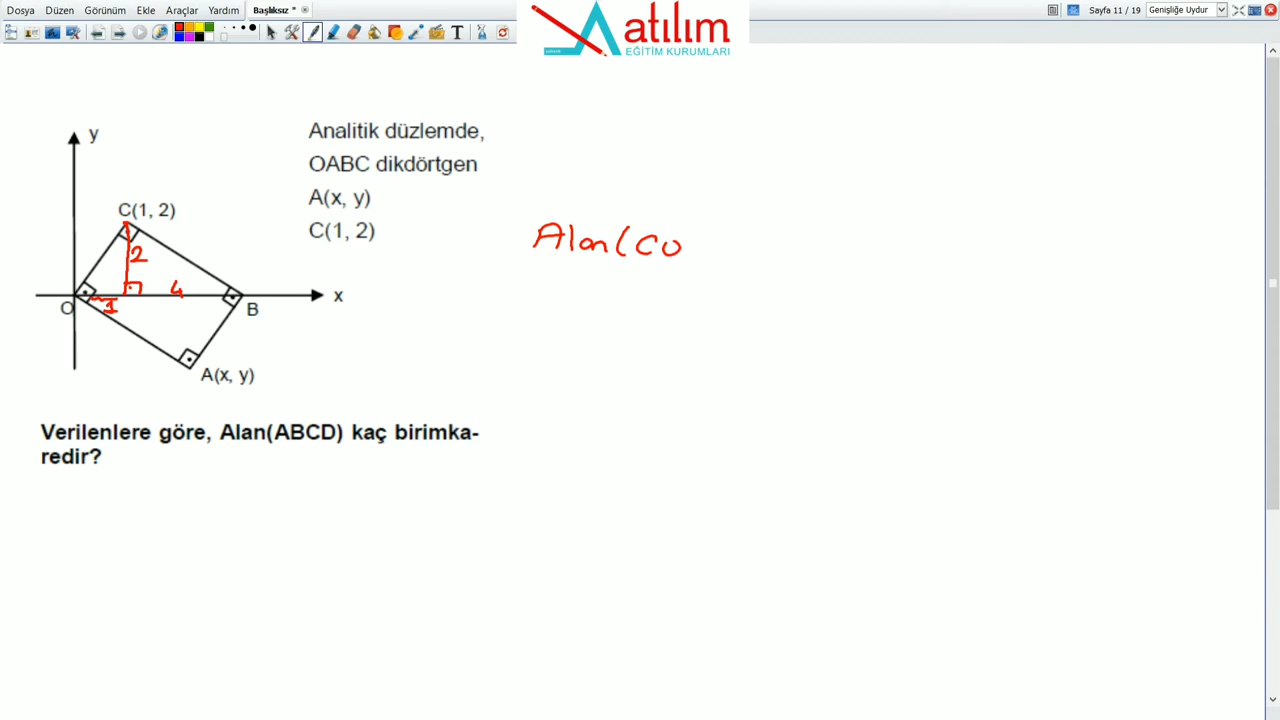 Dosya Düzen Görünüm Ekle Araçlar Yardım Başlıksız *
Sayfa 11 / 19 Genişliğe Uydur
atılım
EĞİTİM KURUMLARI
y
C(1, 2)
2
4
1
O
B
x
A(x, y)
Analitik düzlemde,
OABC dikdörtgen
A(x, y)
C(1, 2)
Alan(CO
Verilenlere göre, Alan(ABCD) kaç birimka-
redir?